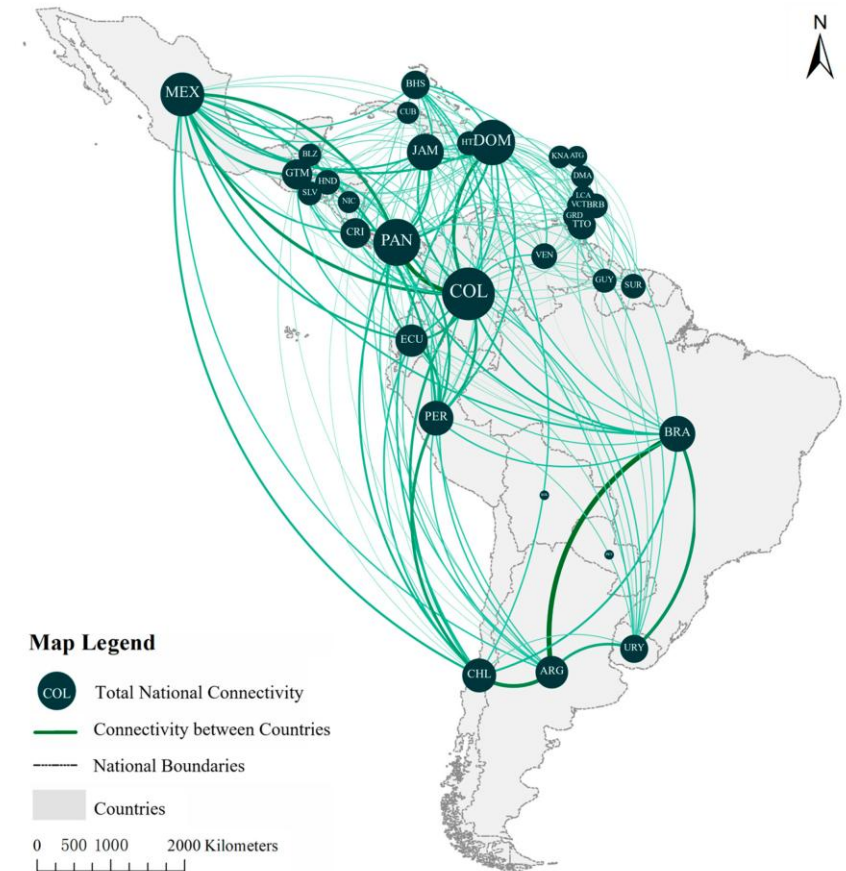 N
MEX
BHS
CUB
JAM
HT
DOM
BLZ
GTM
HND
SLV
NIC
CRI
PAN
KNA
ATG
DMA
LCA
VCT
BRB
GRD
TTO
VEN
COL
GUY
SUR
ECU
PER
BRA
URY
CHL
ARG
Map Legend
COL Total National Connectivity
Connectivity between Countries
National Boundaries
Countries
0 500 1000 2000 Kilometers